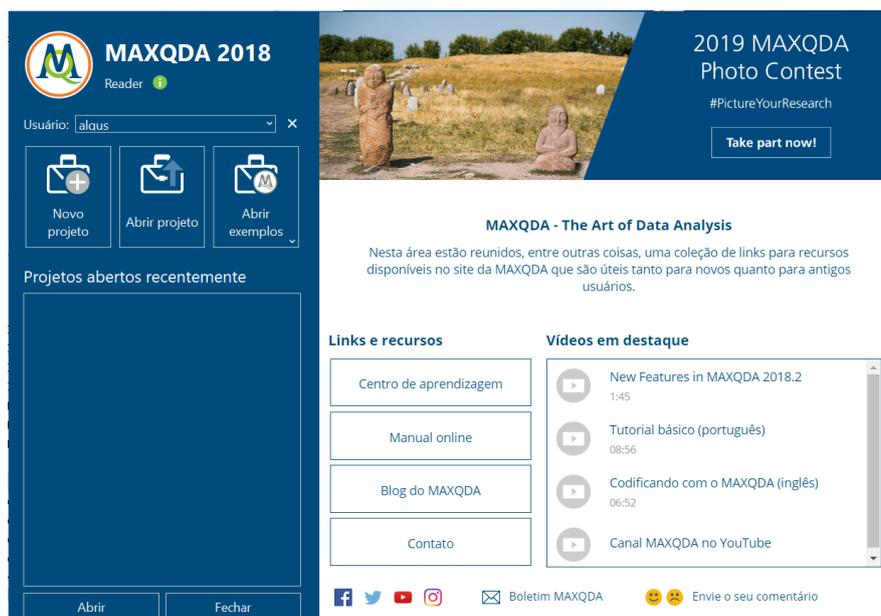 MAXQDA 2018
Reader
Usuário: alqus
Novo
projeto
Abrir projeto
Abrir
exemplos
Projetos abertos recentemente
Abrir
Fechar
2019 MAXQDA
Photo Contest
#PictureYourResearch
Take part now!
MAXQDA - The Art of Data Analysis
Nesta área estão reunidos, entre outras coisas, uma coleção de links para recursos
disponíveis no site da MAXQDA que são úteis tanto para novos quanto para antigos
usuários.
Links e recursos
Centro de aprendizagem
Manual online
Blog do MAXQDA
Contato
Vídeos em destaque
New Features in MAXQDA 2018.2
1:45
Tutorial básico (português)
08:56
Codificando com o MAXQDA (inglês)
06:52
Canal MAXQDA no YouTube
Boletim MAXQDA
Envie o seu comentário